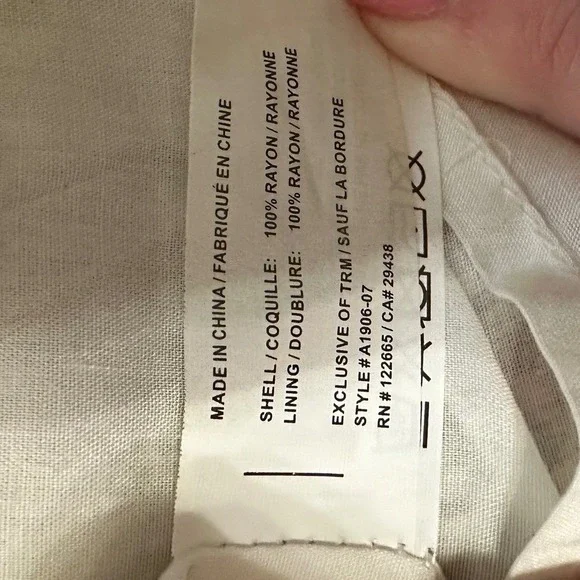 MADE IN CHINA / FABRIQUÉ EN CHINE
SHELL / COQUILLE: 100% RAYON / RAYONNE
LINING / DOUBLURE: 100% RAYON / RAYONNE
EXCLUSIVE OF TRM / SAUF LA BORDURE
STYLE # A1906-07
RN # 122665 / CA# 29438